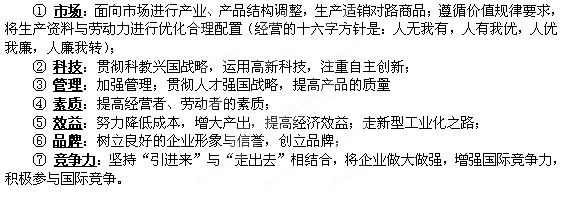 ① 市场：面向市场进行产业、产品结构调整，生产适销对路商品；遵循价值规律要求，
将生产资料与劳动力进行优化合理配置（经营的十六字方针是：人无我有，人有我优，人优
我廉，人廉我转）；
② 科技：贯彻科教兴国战略，运用高新科技，注重自主创新；
③ 管理：加强管理；贯彻人才强国战略，提高产品的质量
④ 素质：提高经营者、劳动者的素质；
⑤ 效益：努力降低成本，增大产出，提高经济效益；走新型工业化之路；
⑥ 品牌：树立良好的企业形象与信誉，创立品牌；
⑦ 竞争力：坚持“引进来”与“走出去”相结合，将企业做大做强，增强国际竞争力，
积极参与国际竞争。